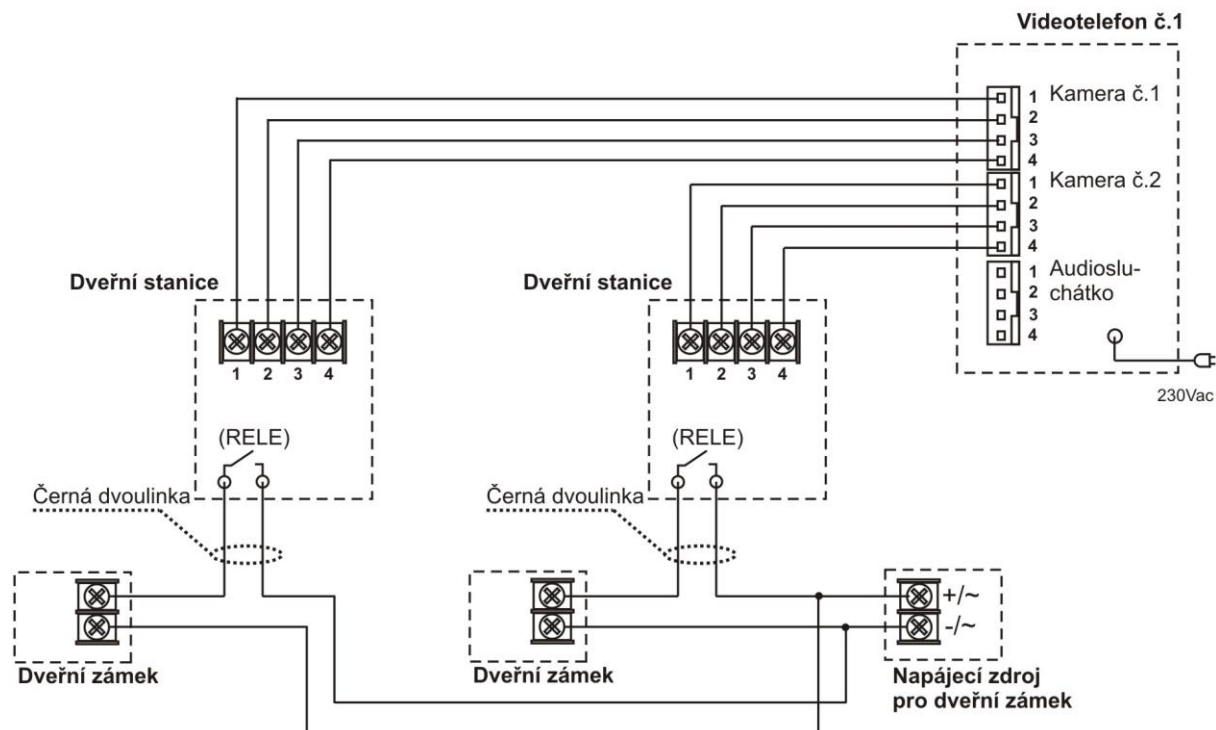 Videotelefon č.1
1 Kamera č.1
2
3
4
1 Kamera č.2
2
3
4
1 Audioslu-
2 chátko
3
4
230Vac
Dveřní stanice
1 2 3 4
(RELE)
Černá dvoulinka
Dveřní zámek
Dveřní stanice
1 2 3 4
(RELE)
Černá dvoulinka
Dveřní zámek
+/~
-/~
Napájecí zdroj
pro dveřní zámek